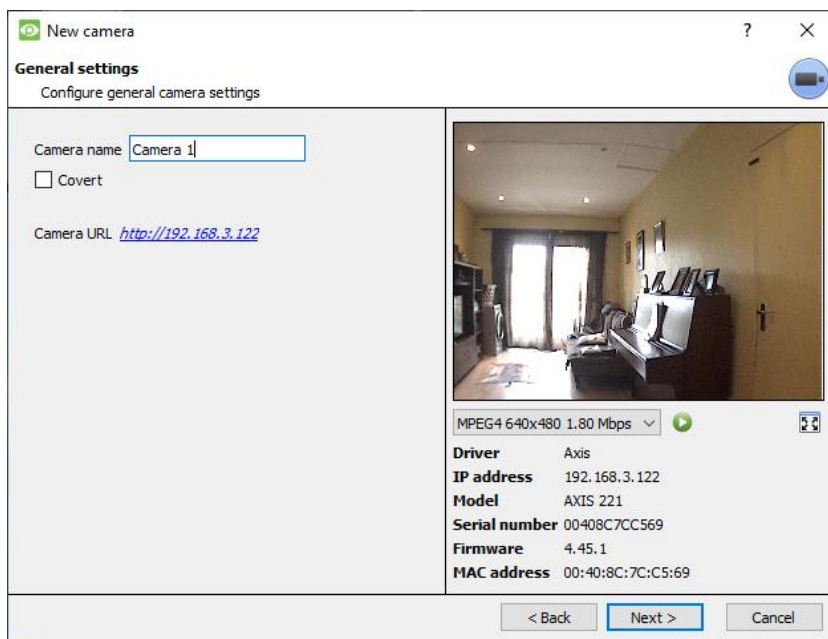 New camera
General settings
Configure general camera settings
Camera name Camera 1
Covert
Camera URL http://192.168.3.122
MPEG4 640x480 1.80 Mbps
Driver Axis
IP address 192.168.3.122
Model AXIS 221
Serial number 00408C7CC569
Firmware 4.45.1
MAC address 00:40:8C:7C:C5:69
< Back Next > Cancel